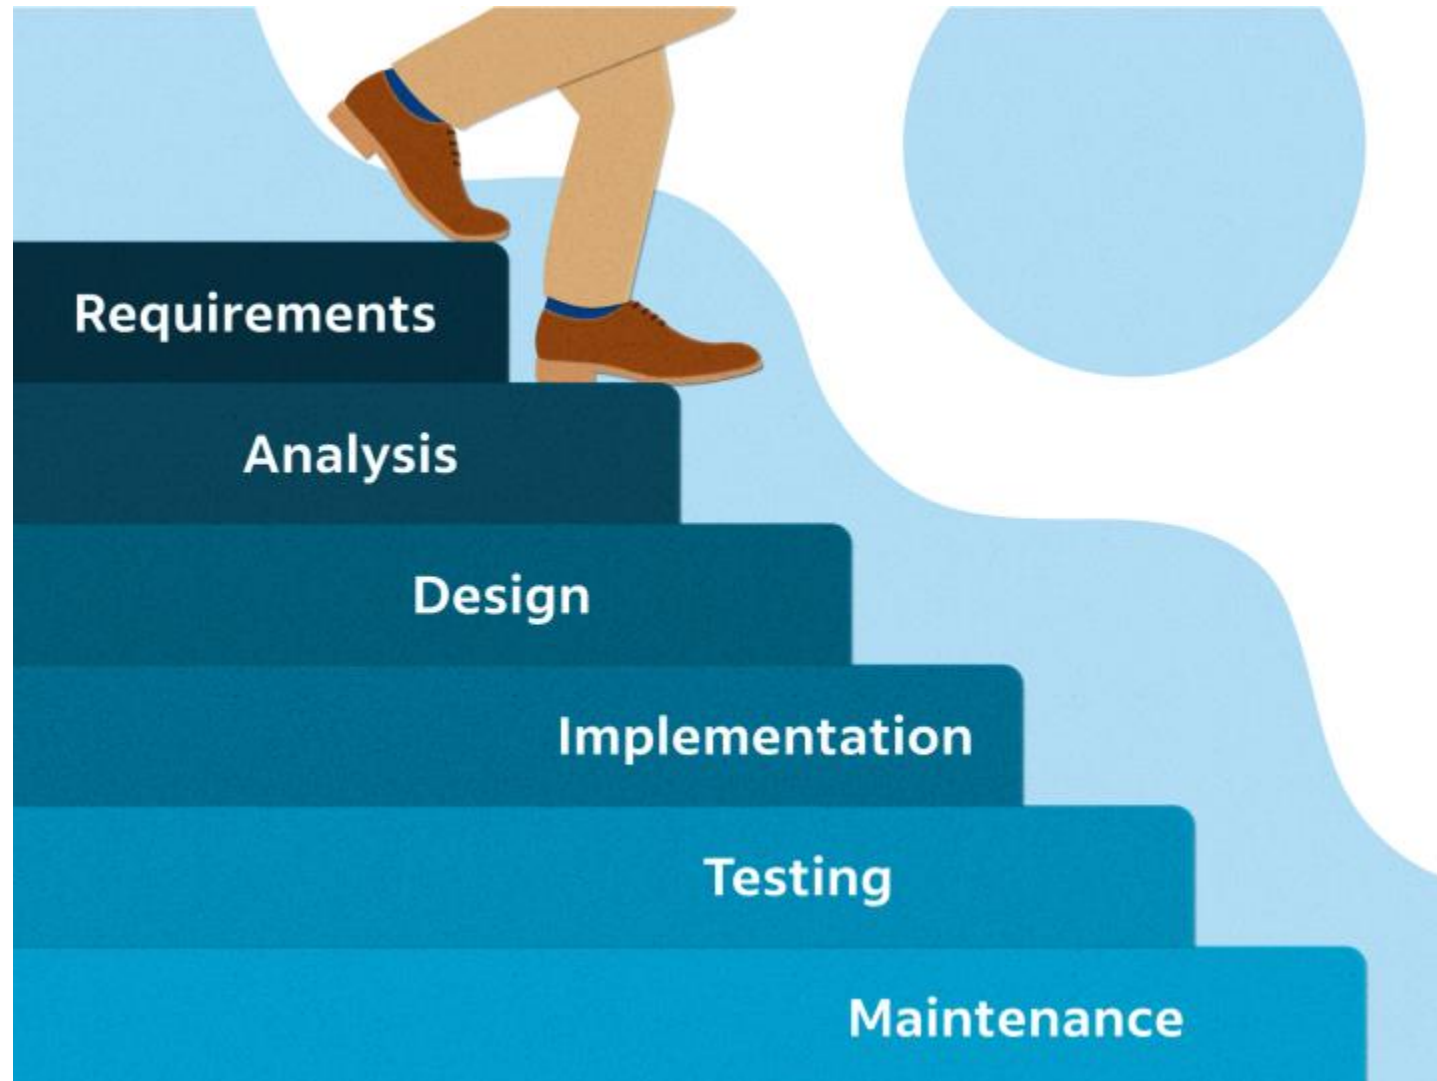 Requirements
Analysis
Design
Implementation
Testing
Maintenance